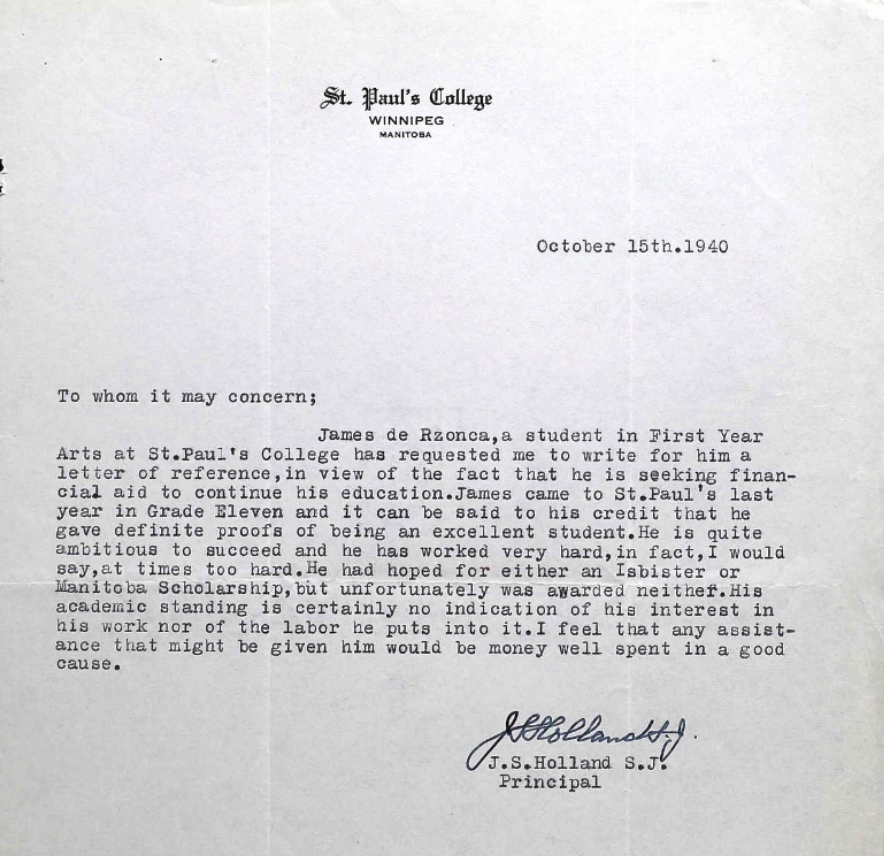 St. Paul's College
WINNIPEG
MANITOBA
October 15th.1940
To whom it may concern;
James de Rzonca,a student in First Year
Arts at St.Paul's College has requested me to write for him a
letter of reference,in view of the fact that he is seeking finan-
cial aid to continue his education.James came to St.Paul's last
year in Grade Eleven and it can be said to his credit that he
gave definite proofs of being an excellent student.He is quite
ambitious to succeed and he has worked very hard,in fact,I would
say,at times too hard.He had hoped for either an Isbister or
Manitoba Scholarship,but unfortunately was awarded neither.His
academic standing is certainly no indication of his interest in
his work nor of the labor he puts into it.I feel that any assist-
ance that might be given him would be money well spent in a good
cause.
J S Holland S.J.
J.S.Holland S.J.
Principal